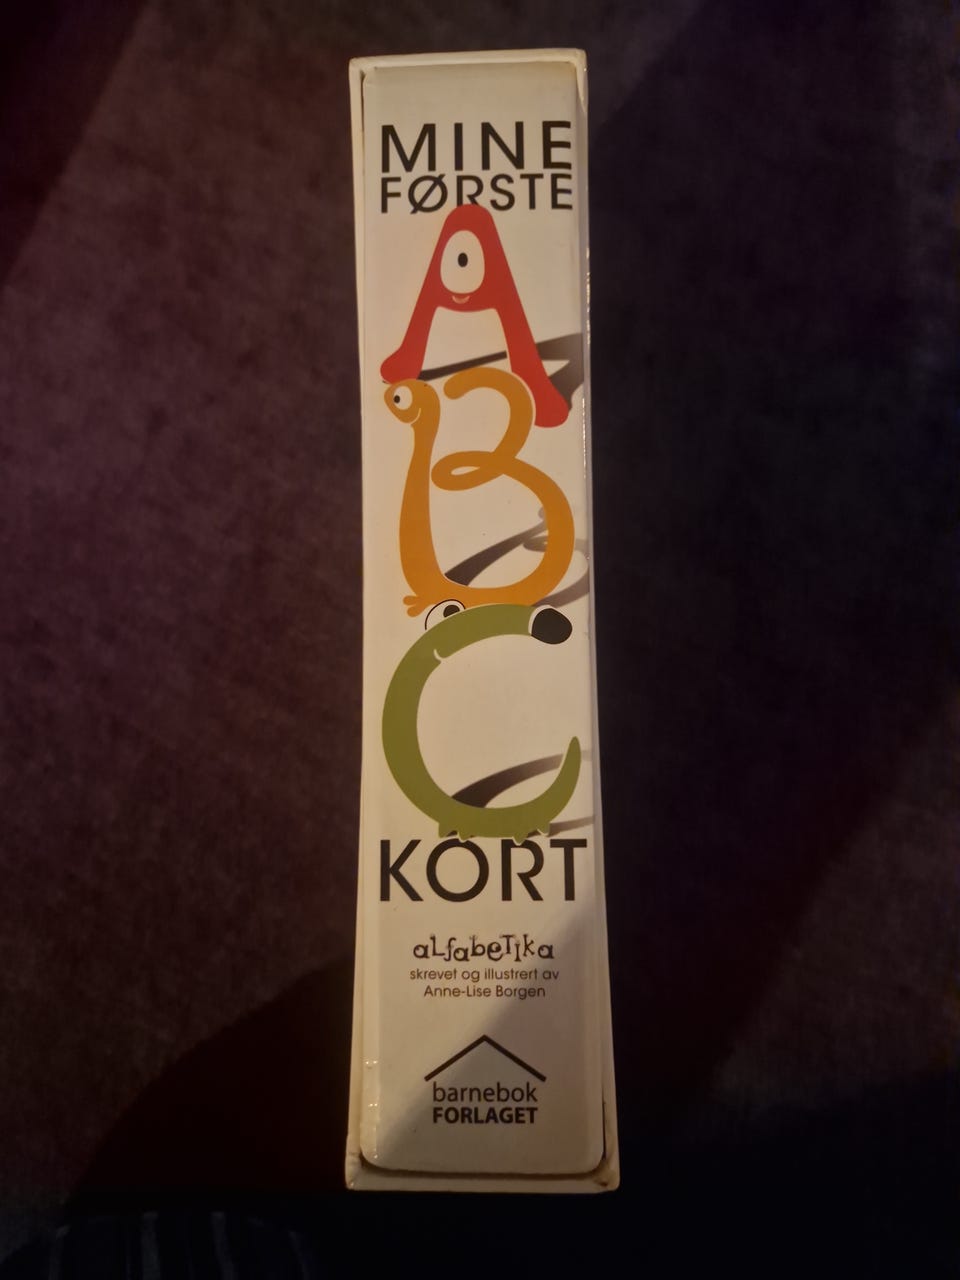 MINE
FØRSTE
A
B
C
KORT
alfabeTika
skrevet og illustrert av
Anne-Lise Borgen
barnebok
FORLAGET